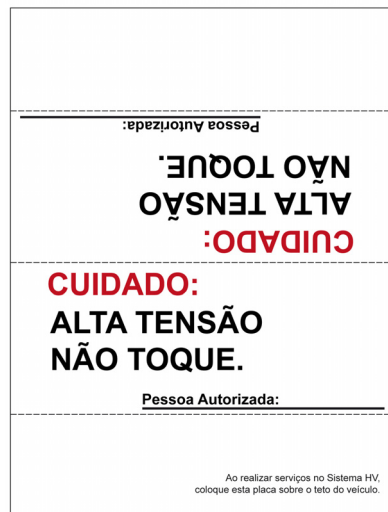 Pessoa Autorizada:
NÃO TOQUE.
ALTA TENSÃO
CUIDADO:
CUIDADO:
ALTA TENSÃO
NÃO TOQUE.
Pessoa Autorizada:
Ao realizar serviços no Sistema HV,
coloque esta placa sobre o teto do veículo.